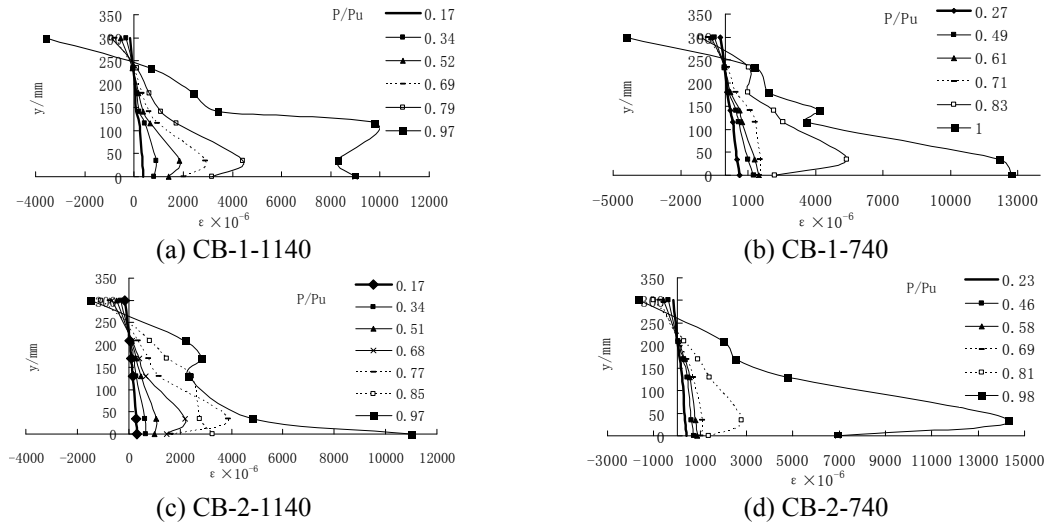 P/Pu
0.17
0.34
0.52
0.69
0.79
0.97
y/mm
350
300
250
200
150
100
50
0
-4000 -2000 0 2000 4000 6000 8000 10000 12000
ε ×10⁻⁶
(a) CB-1-1140
P/Pu
0.27
0.49
0.61
0.71
0.83
1
y/mm
350
300
250
200
150
100
50
0
-5000 -2000 1000 4000 7000 10000 13000
ε ×10⁻⁶
(b) CB-1-740
P/Pu
0.17
0.34
0.51
0.68
0.77
0.85
0.97
y/mm
350
300
250
200
150
100
50
0
-4000 -2000 0 2000 4000 6000 8000 10000 12000
ε ×10⁻⁶
(c) CB-2-1140
P/Pu
0.23
0.46
0.58
0.69
0.81
0.98
y/mm
350
300
250
200
150
100
50
0
-3000 -1000 1000 3000 5000 7000 9000 11000 13000 15000
ε ×10⁻⁶
(d) CB-2-740